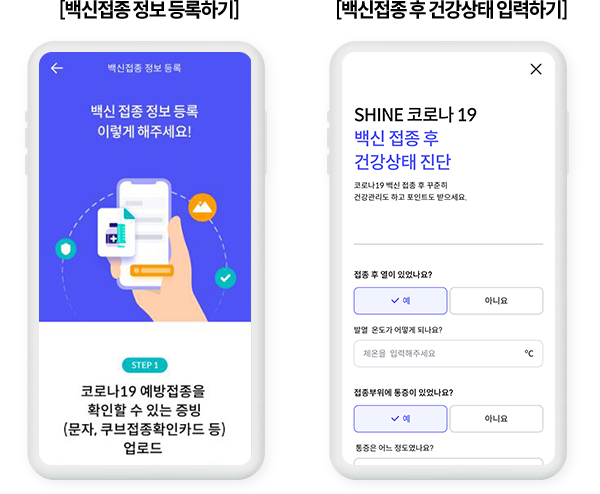 [백신접종 정보 등록하기]
백신접종 정보 등록
백신 접종 정보 등록
이렇게 해주세요!
STEP 1
코로나19 예방접종을
확인할 수 있는 증빙
(문자, 쿠브접종확인카드 등)
업로드
[백신접종 후 건강상태 입력하기]
SHINE 코로나 19
백신 접종 후
건강상태 진단
코로나19 백신 접종 후 꾸준히
건강관리도 하고 포인트도 받으세요.
접종 후 열이 있었나요?
예
아니요
발열 온도가 어떻게 되나요?
체온을 입력해주세요 ℃
접종부위에 통증이 있었나요?
예
아니요
통증은 어느 정도였나요?